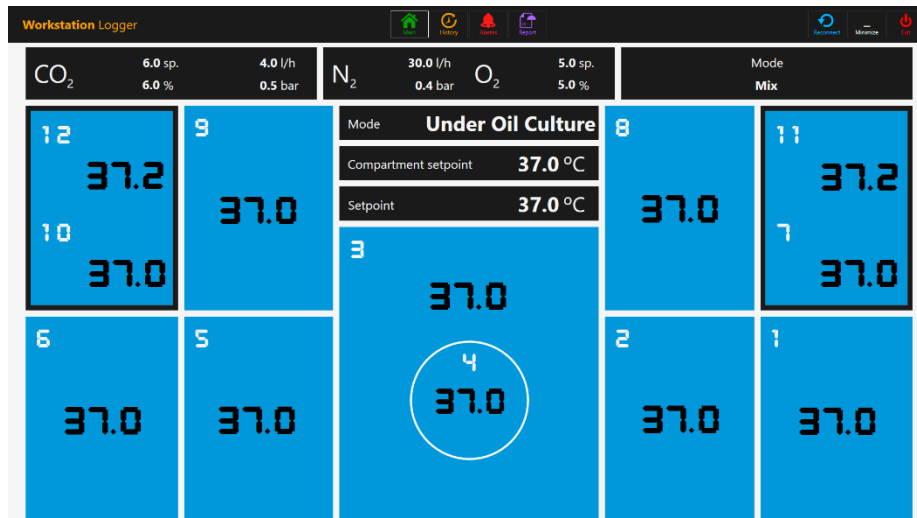 Workstation Logger
Main
History
Alarms
Report
Reconnect
Minimize
Exit
CO2
6.0 sp.
4.0 l/h
6.0 %
0.5 bar
N2
30.0 l/h
0.4 bar
O2
5.0 sp.
5.0 %
Mode
Mix
12
37.2
10
37.0
9
37.0
Mode Under Oil Culture
Compartment setpoint 37.0 ºC
Setpoint 37.0 ºC
8
37.0
11
37.2
7
37.0
3
37.0
4
37.0
6
37.0
5
37.0
2
37.0
1
37.0